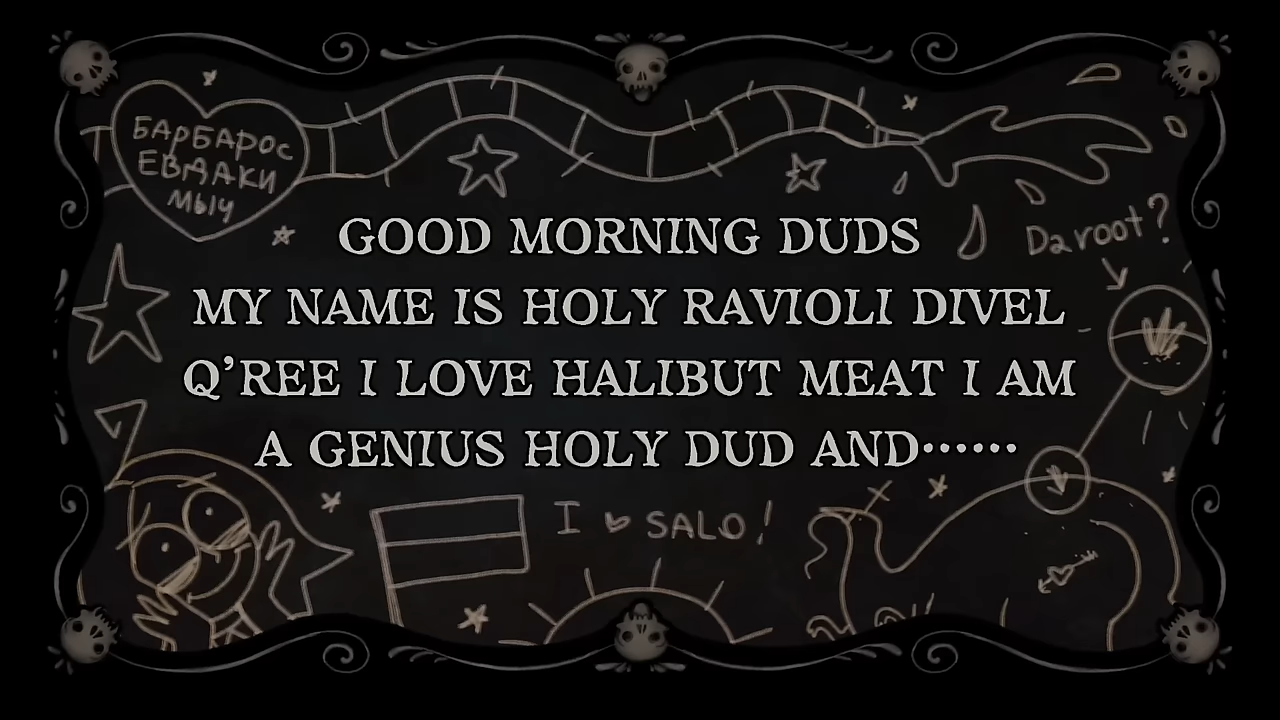 БАРБАРОС
ЕВДАКИ
МЫЧ
GOOD MORNING DUDS
Da root?
MY NAME IS HOLY RAVIOLI DIVEL
Q'REE I LOVE HALIBUT MEAT I AM
A GENIUS HOLY DUD AND······
I ♥ SALO!